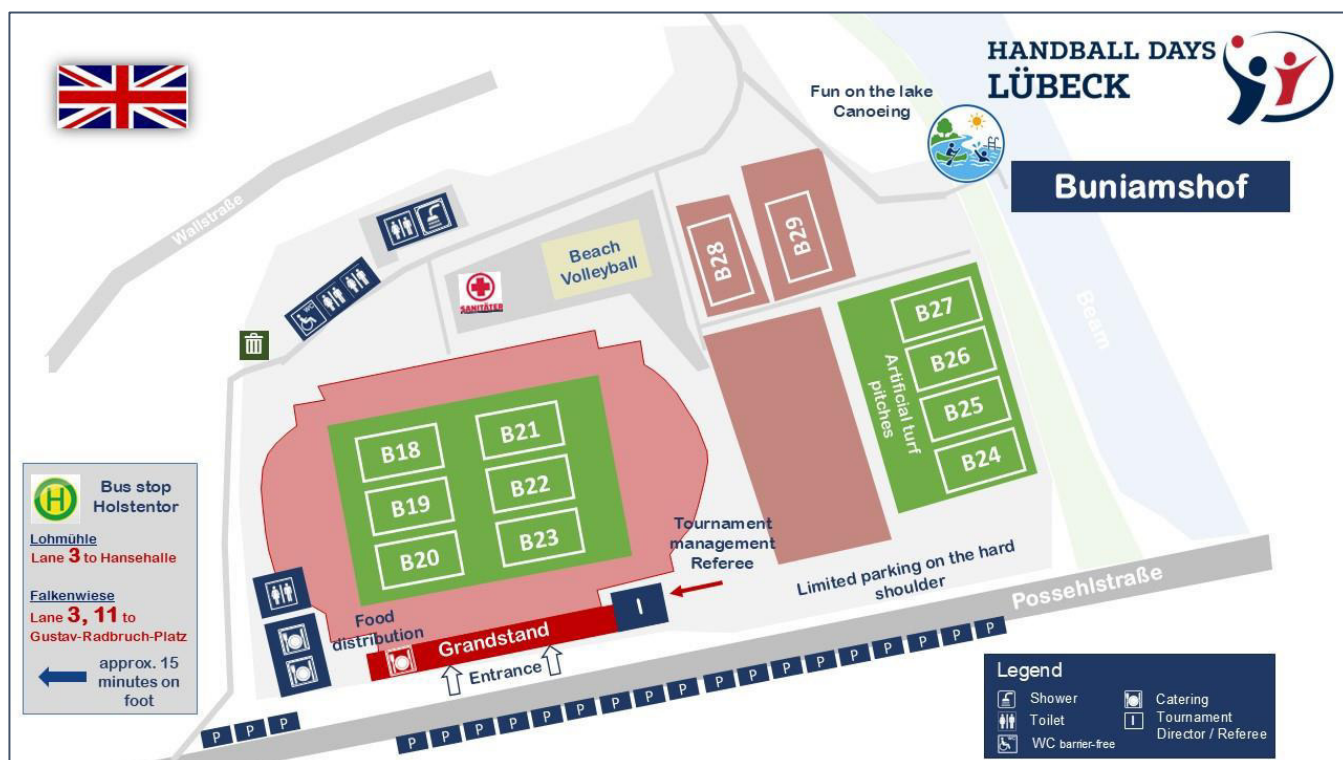 HANDBALL DAYS
LÜBECK
Buniamshof
Fun on the lake
Canoeing
Wallstraße
WC
SANITÄTER
Beach
Volleyball
B28
B29
Beam
B27
B26
B25
B24
Artificial turf
pitches
B18
B21
B19
B22
B20
B23
H
Bus stop
Holstentor
Lohmühle
Lane 3 to Hansehalle
Falkenwiese
Lane 3, 11 to
Gustav-Radbruch-Platz
approx. 15
minutes on
foot
Tournament
management
Referee
I
Food
distribution
Grandstand
Entrance
Limited parking on the hard
shoulder
Possehlstraße
P P P
P P P P P P P P P P P P P P P P P P P
Legend
Shower
Toilet
WC barrier-free
Catering
I
Tournament
Director / Referee